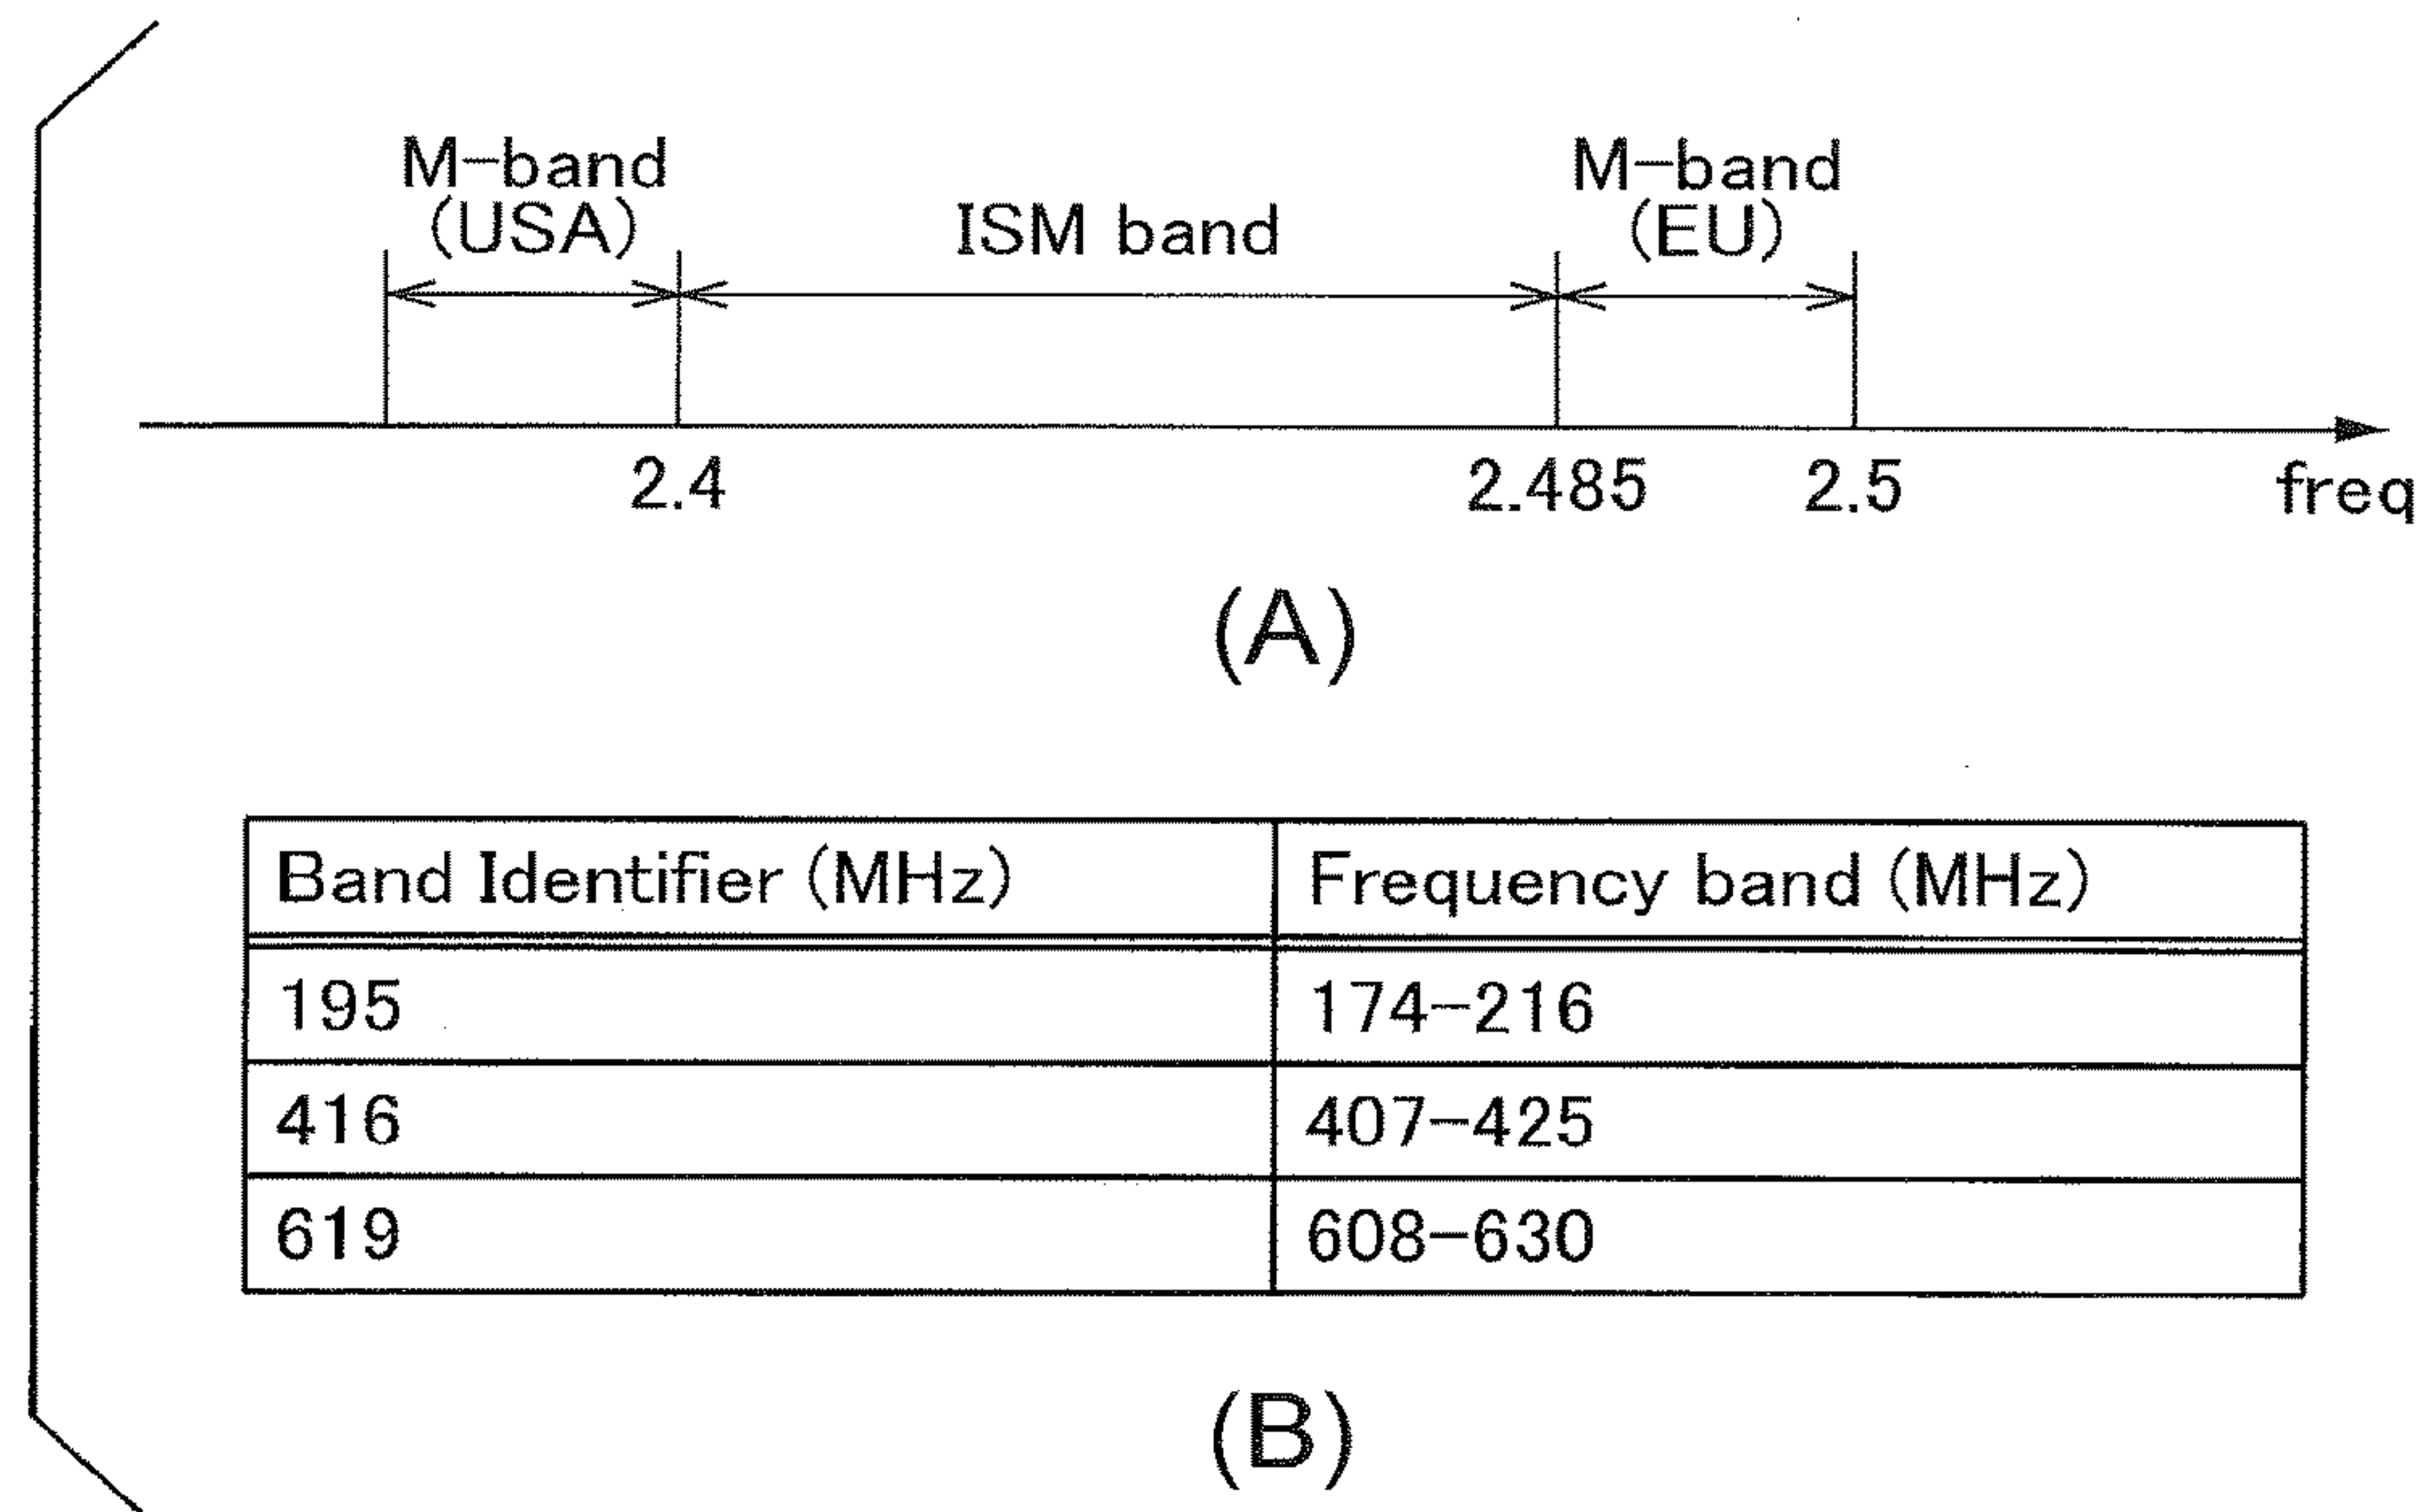 M-band
(USA)
ISM band
M-band
(EU)
2.4
2.485
2.5
freq
(A)
Band Identifier (MHz) Frequency band (MHz)
195 174-216
416 407-425
619 608-630
(B)